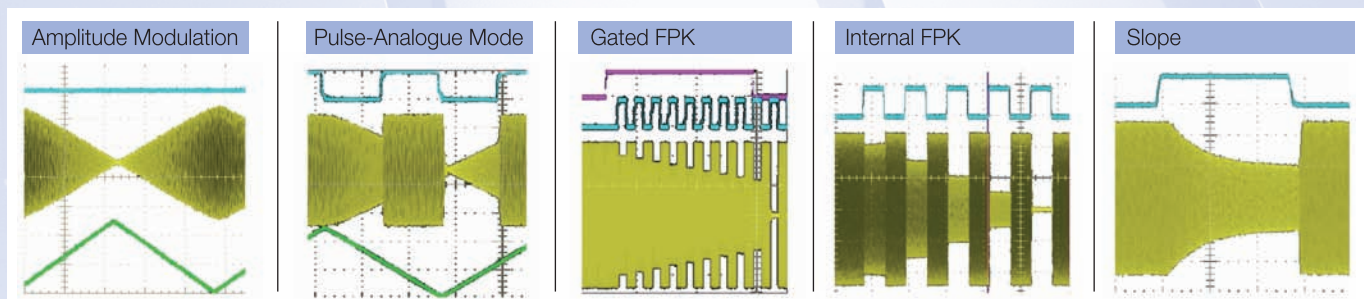 Amplitude Modulation
Pulse-Analogue Mode
Gated FPK
Internal FPK
Slope